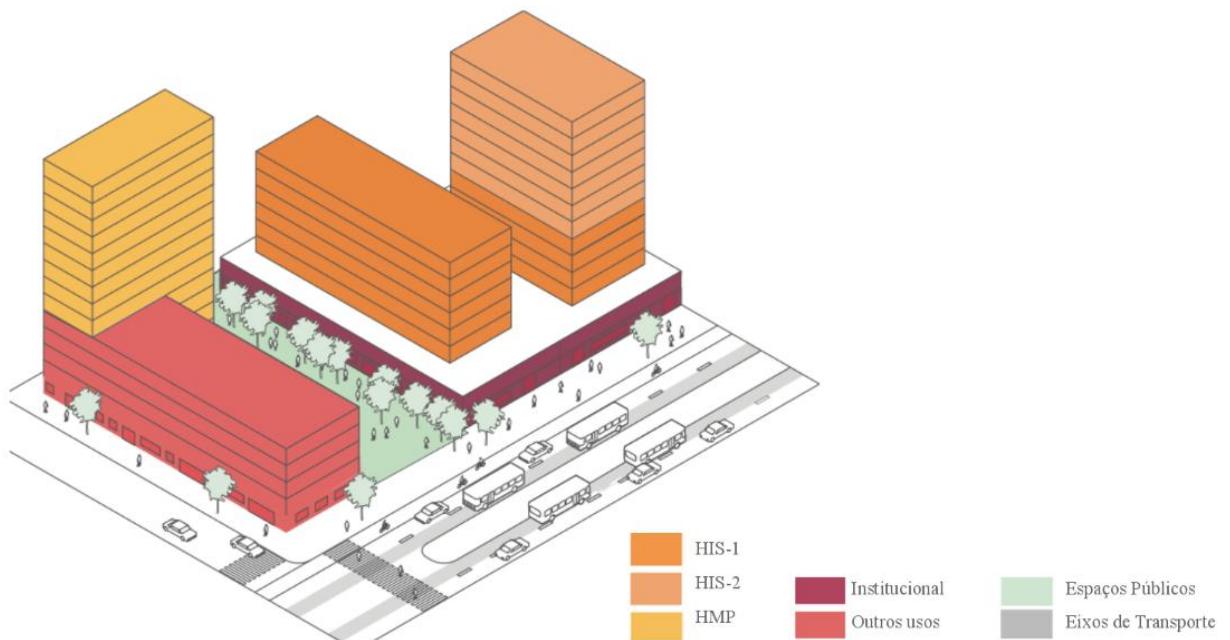 HIS-1
HIS-2
HMP
Institucional
Outros usos
Espaços Públicos
Eixos de Transporte